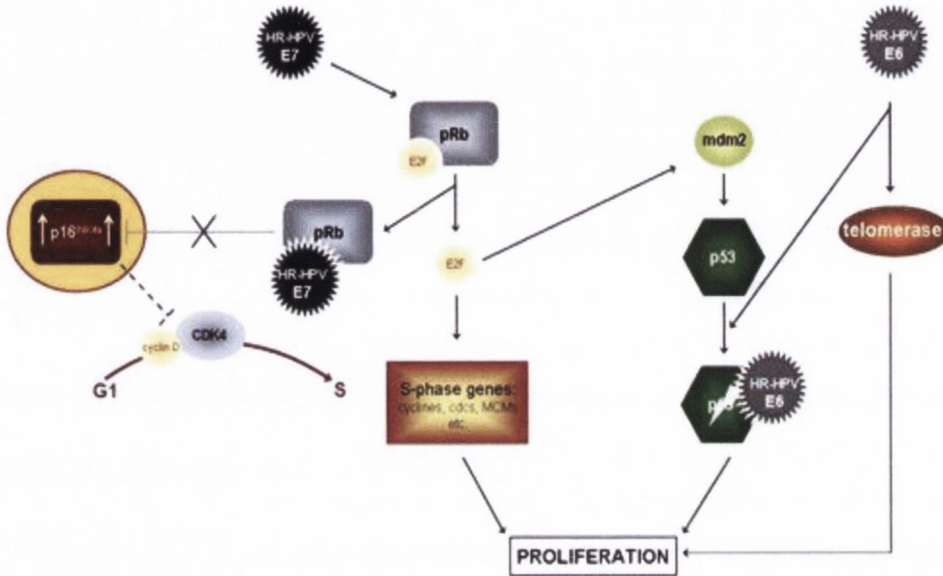 HR-HPV
E7
HR-HPV
E6
pRb
E2F
mdm2
p16
pRb
telomerase
HR-HPV
E7
E2F
p53
cyclin D
CDK4
G1
S
S-phase genes:
cyclines, cdcs, MCMs
etc.
HR-HPV
E6
PROLIFERATION